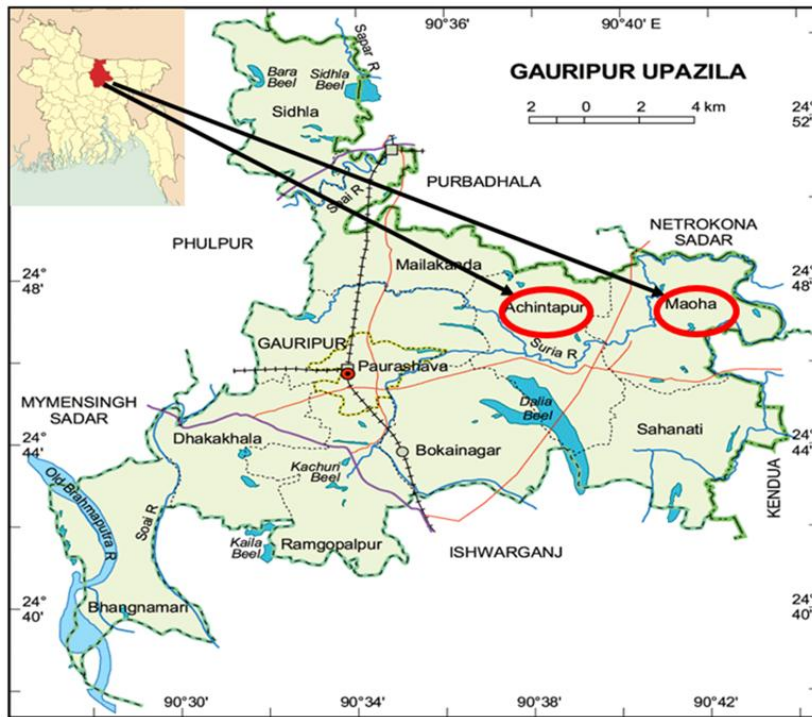 90°36'
90°40' E
GAURIPUR UPAZILA
2 0 2 4 km
24°
52'
Sapar R
Bara
Beel
Sidhla
Beel
Sidhla
Soai R
PURBADHALA
PHULPUR
NETROKONA
SADAR
24°
48'
Mailakanda
24°
48'
Achintapur
Maoha
GAURIPUR
Suria R
Paurashava
MYMENSINGH
SADAR
Dalia
Beel
24°
44'
Dhakakhala
Sahanati
24°
44'
Bokainagar
Kachuri
Beel
KENDUA
Old Brahmaputra R
Soai R
Kaila
Beel
Ramgopalpur
ISHWARGANJ
24°
40'
Bhangnamari
24°
40'
90°30'
90°34'
90°38'
90°42'